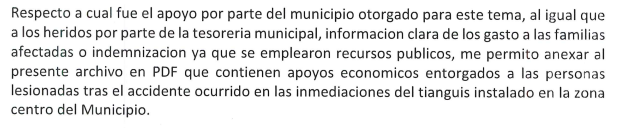 Respecto a cual fue el apoyo por parte del municipio otorgado para este tema, al igual que
a los heridos por parte de la tesoreria municipal, informacion clara de los gasto a las familias
afectadas o indemnizacion ya que se emplearon recursos publicos, me permito anexar al
presente archivo en PDF que contienen apoyos economicos entorgados a las personas
lesionadas tras el accidente ocurrido en las inmediaciones del tianguis instalado en la zona
centro del Municipio.